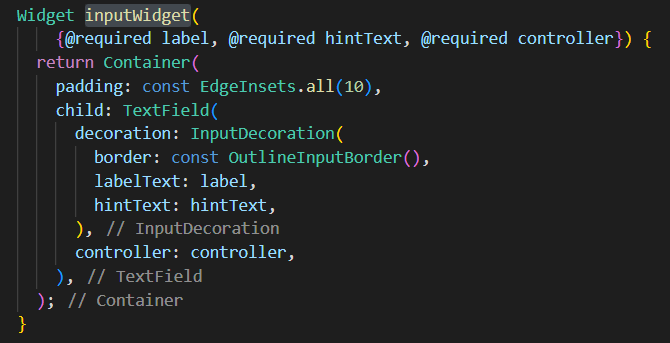 Widget inputWidget(
{@required label, @required hintText, @required controller}) {
return Container(
padding: const EdgeInsets.all(10),
child: TextField(
decoration: InputDecoration(
border: const OutlineInputBorder(),
labelText: label,
hintText: hintText,
), // InputDecoration
controller: controller,
), // TextField
); // Container
}